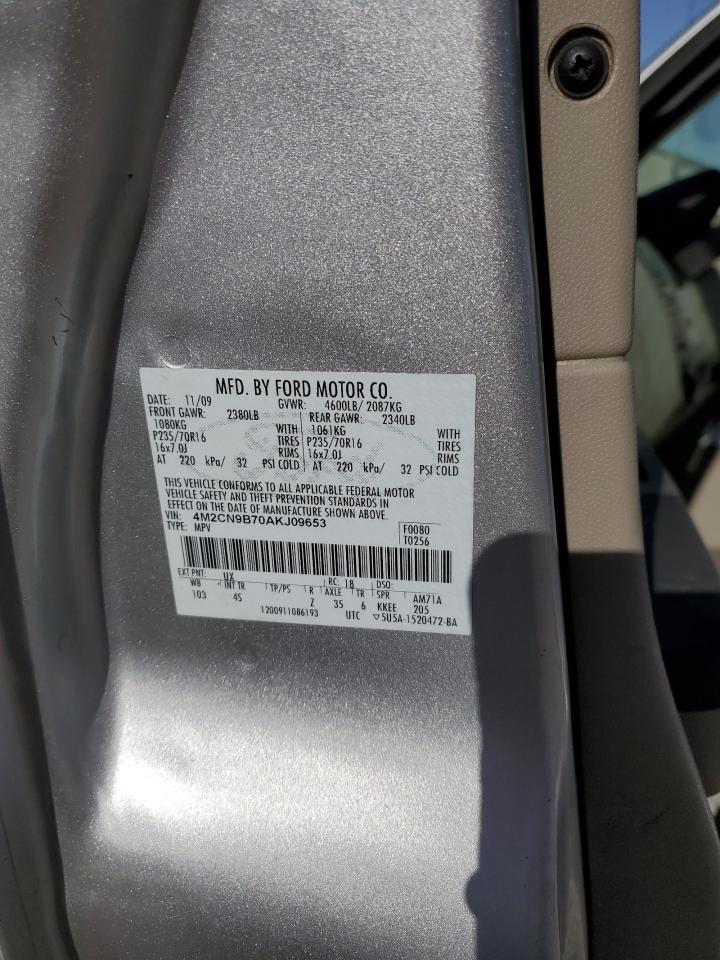 MFD. BY FORD MOTOR CO.
DATE: 11/09 GVWR: 4600LB/ 2087KG
FRONT GAWR: 2380LB REAR GAWR: 2340LB
1080KG WITH 1061KG WITH
P235/70R16 TIRES P235/70R16 TIRES
16x7.0J RIMS 16x7.0J RIMS
AT 220 kPa/ 32 PSI COLD AT 220 kPa/ 32 PSI COLD
THIS VEHICLE CONFORMS TO ALL APPLICABLE FEDERAL MOTOR
VEHICLE SAFETY AND THEFT PREVENTION STANDARDS IN
EFFECT ON THE DATE OF MANUFACTURE SHOWN ABOVE.
VIN: 4M2CN9B70AKJ09653 F0080
TYPE: MPV T0256
EXT PNT: UX RC: 18 DSO:
WB INT TR TP/PS R AXLE TR SPR AM71A
103 4S Z 35 6 KKEE 205
1200911086193 UTC ▽5U5A-1520472-BA